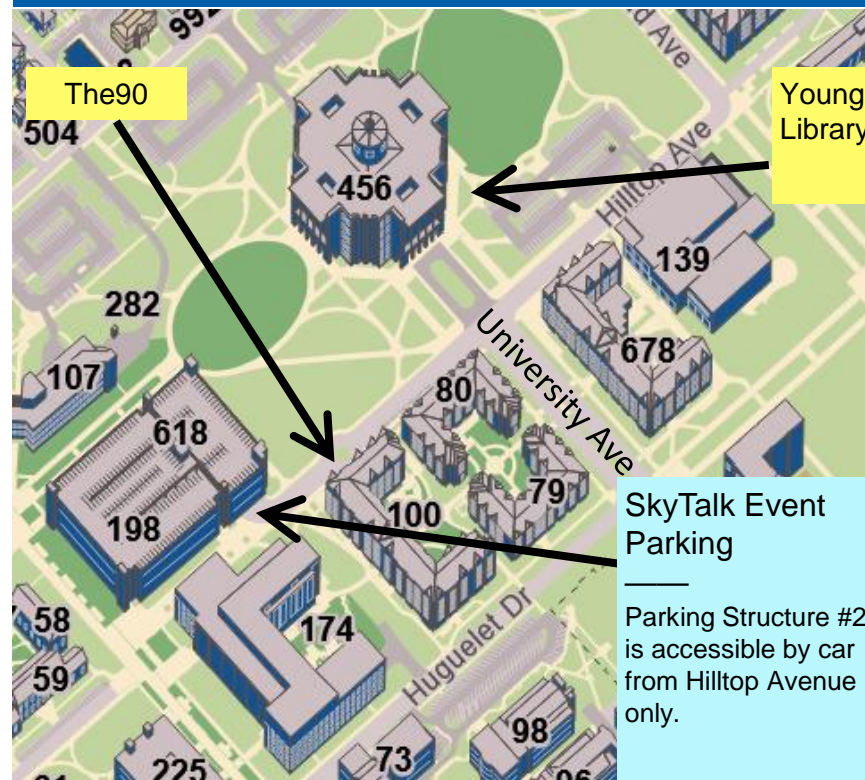 992
The90
504
Young
Library
456
Hilltop Ave
139
282
University Ave
678
107
80
618
79
100
198
SkyTalk Event
Parking
Parking Structure #2
is accessible by car
from Hilltop Avenue
only.
58
174
59
Huguelet Dr
98
73
225
Ave